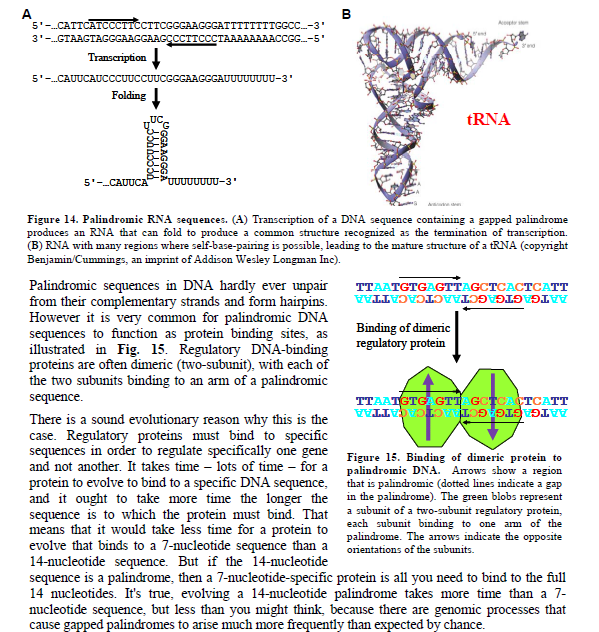 A
B
5'-…CATTCATCCCTTCCTTCGGGAAGGGATTTTTTTTGGCC…-3'
3'-…GTAAGTAGGGAAGGAAGCCCTTCCCTAAAAAAAACCGG…-5'
Transcription
5'-…CAUUCAUCCCUUCCUUCGGGAAGGGAUUUUUUUU-3'
Folding
UC
U G
5'-…CAUUCA UUUUUUUU-3'
Acceptor stem
3' end
5' end
tRNA
Anticodon stem
Figure 14. Palindromic RNA sequences. (A) Transcription of a DNA sequence containing a gapped palindrome
produces an RNA that can fold to produce a common structure recognized as the termination of transcription.
(B) RNA with many regions where self-base-pairing is possible, leading to the mature structure of a tRNA (copyright
Benjamin/Cummings, an imprint of Addison Wesley Longman Inc).
Palindromic sequences in DNA hardly ever unpair
from their complementary strands and form hairpins.
However it is very common for palindromic DNA
sequences to function as protein binding sites, as
illustrated in Fig. 15. Regulatory DNA-binding
proteins are often dimeric (two-subunit), with each of
the two subunits binding to an arm of a palindromic
sequence.
There is a sound evolutionary reason why this is the
case. Regulatory proteins must bind to specific
sequences in order to regulate specifically one gene
and not another. It takes time – lots of time – for a
protein to evolve to bind to a specific DNA sequence,
and it ought to take more time the longer the
sequence is to which the protein must bind. That
means that it would take less time for a protein to
evolve that binds to a 7-nucleotide sequence than a
14-nucleotide sequence. But if the 14-nucleotide
sequence is a palindrome, then a 7-nucleotide-specific protein is all you need to bind to the full
14 nucleotides. It's true, evolving a 14-nucleotide palindrome takes more time than a 7-
nucleotide sequence, but less than you might think, because there are genomic processes that
cause gapped palindromes to arise much more frequently than expected by chance.
TTAATGTGAGTTAGCTCACTCATT
AATTACACTCAATCGAGTGAGTAA
Binding of dimeric
regulatory protein
TTAATGTGAGTTAGCTCACTCATT
AATTACACTCAATCGAGTGAGTAA
Figure 15. Binding of dimeric protein to
palindromic DNA. Arrows show a region
that is palindromic (dotted lines indicate a gap
in the palindrome). The green blobs represent
a subunit of a two-subunit regulatory protein,
each subunit binding to one arm of the
palindrome. The arrows indicate the opposite
orientations of the subunits.